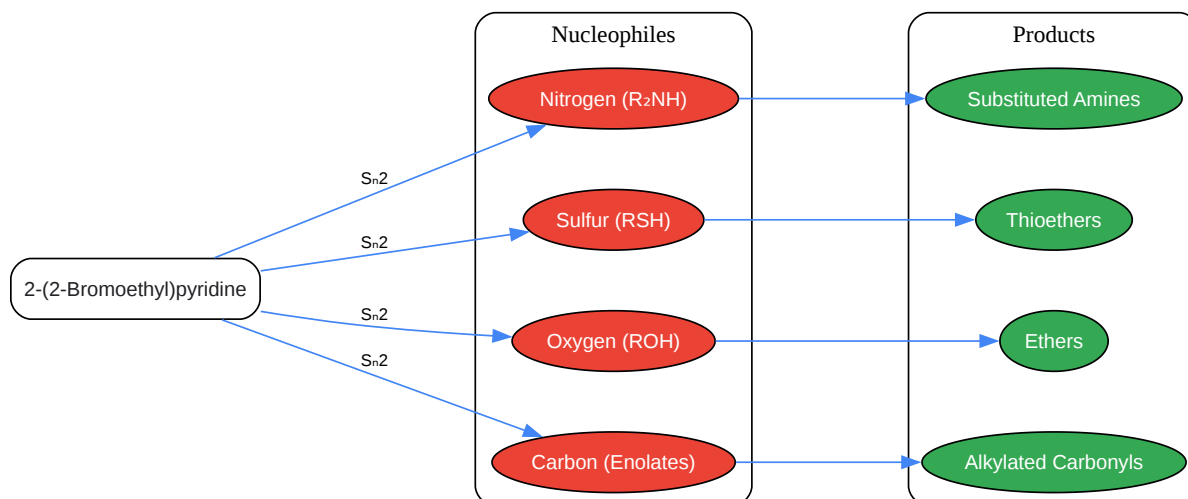 Nucleophiles
Products
Nitrogen (R₂NH)
Substituted Amines
Sₙ2
Sulfur (RSH)
Thioethers
Sₙ2
2-(2-Bromoethyl)pyridine
Sₙ2
Oxygen (ROH)
Ethers
Sₙ2
Carbon (Enolates)
Alkylated Carbonyls